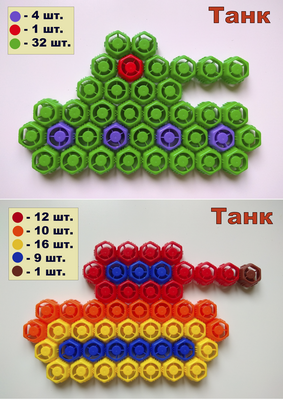 - 4 шт.
- 1 шт.
- 32 шт.
Танк
- 12 шт.
- 10 шт.
- 16 шт.
- 9 шт.
- 1 шт.
Танк